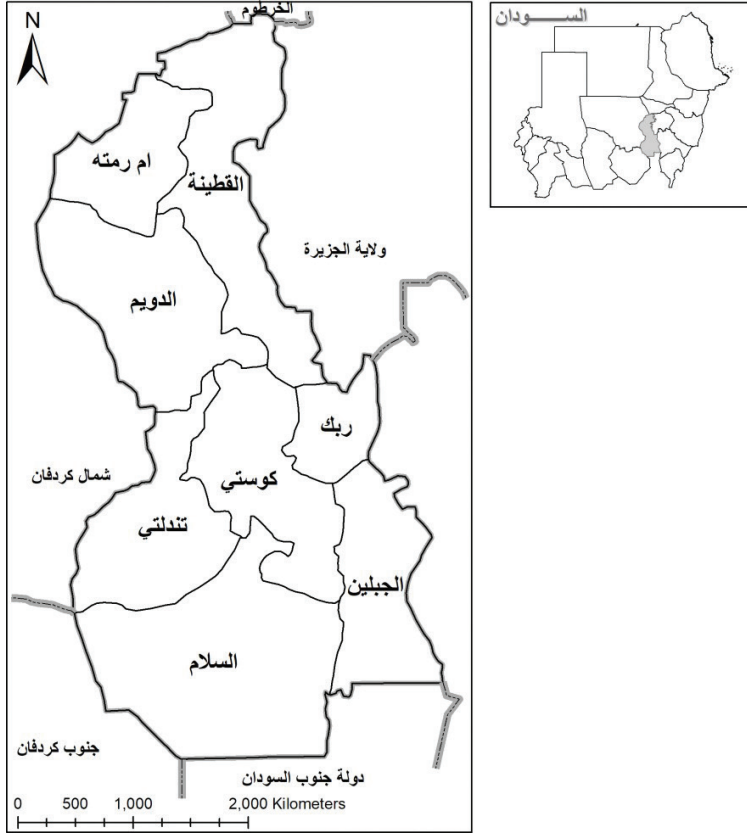 الخرطوم
N
ام رمته
القطينة
ولاية الجزيرة
الدويم
ربك
شمال كردفان
كوستي
تندلتي
الجبلين
السلام
جنوب كردفان
دولة جنوب السودان
0 500 1,000 2,000 Kilometers
الســـــودان